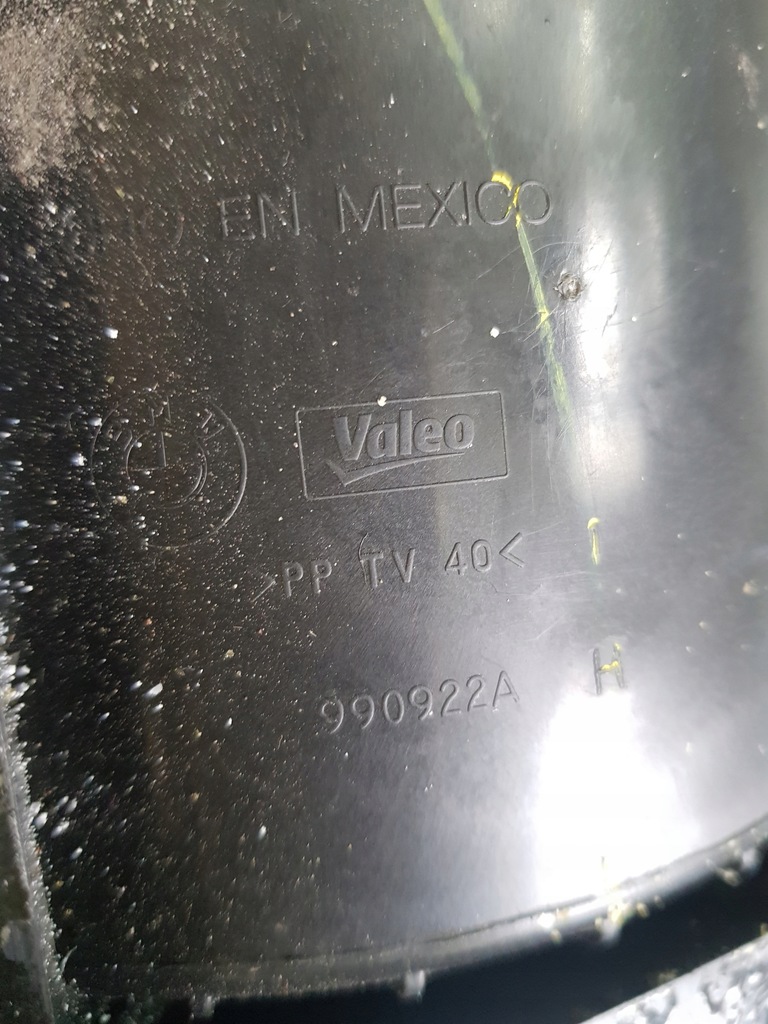 EN MEXICO
Valeo
>PP TV 40<
990922A H